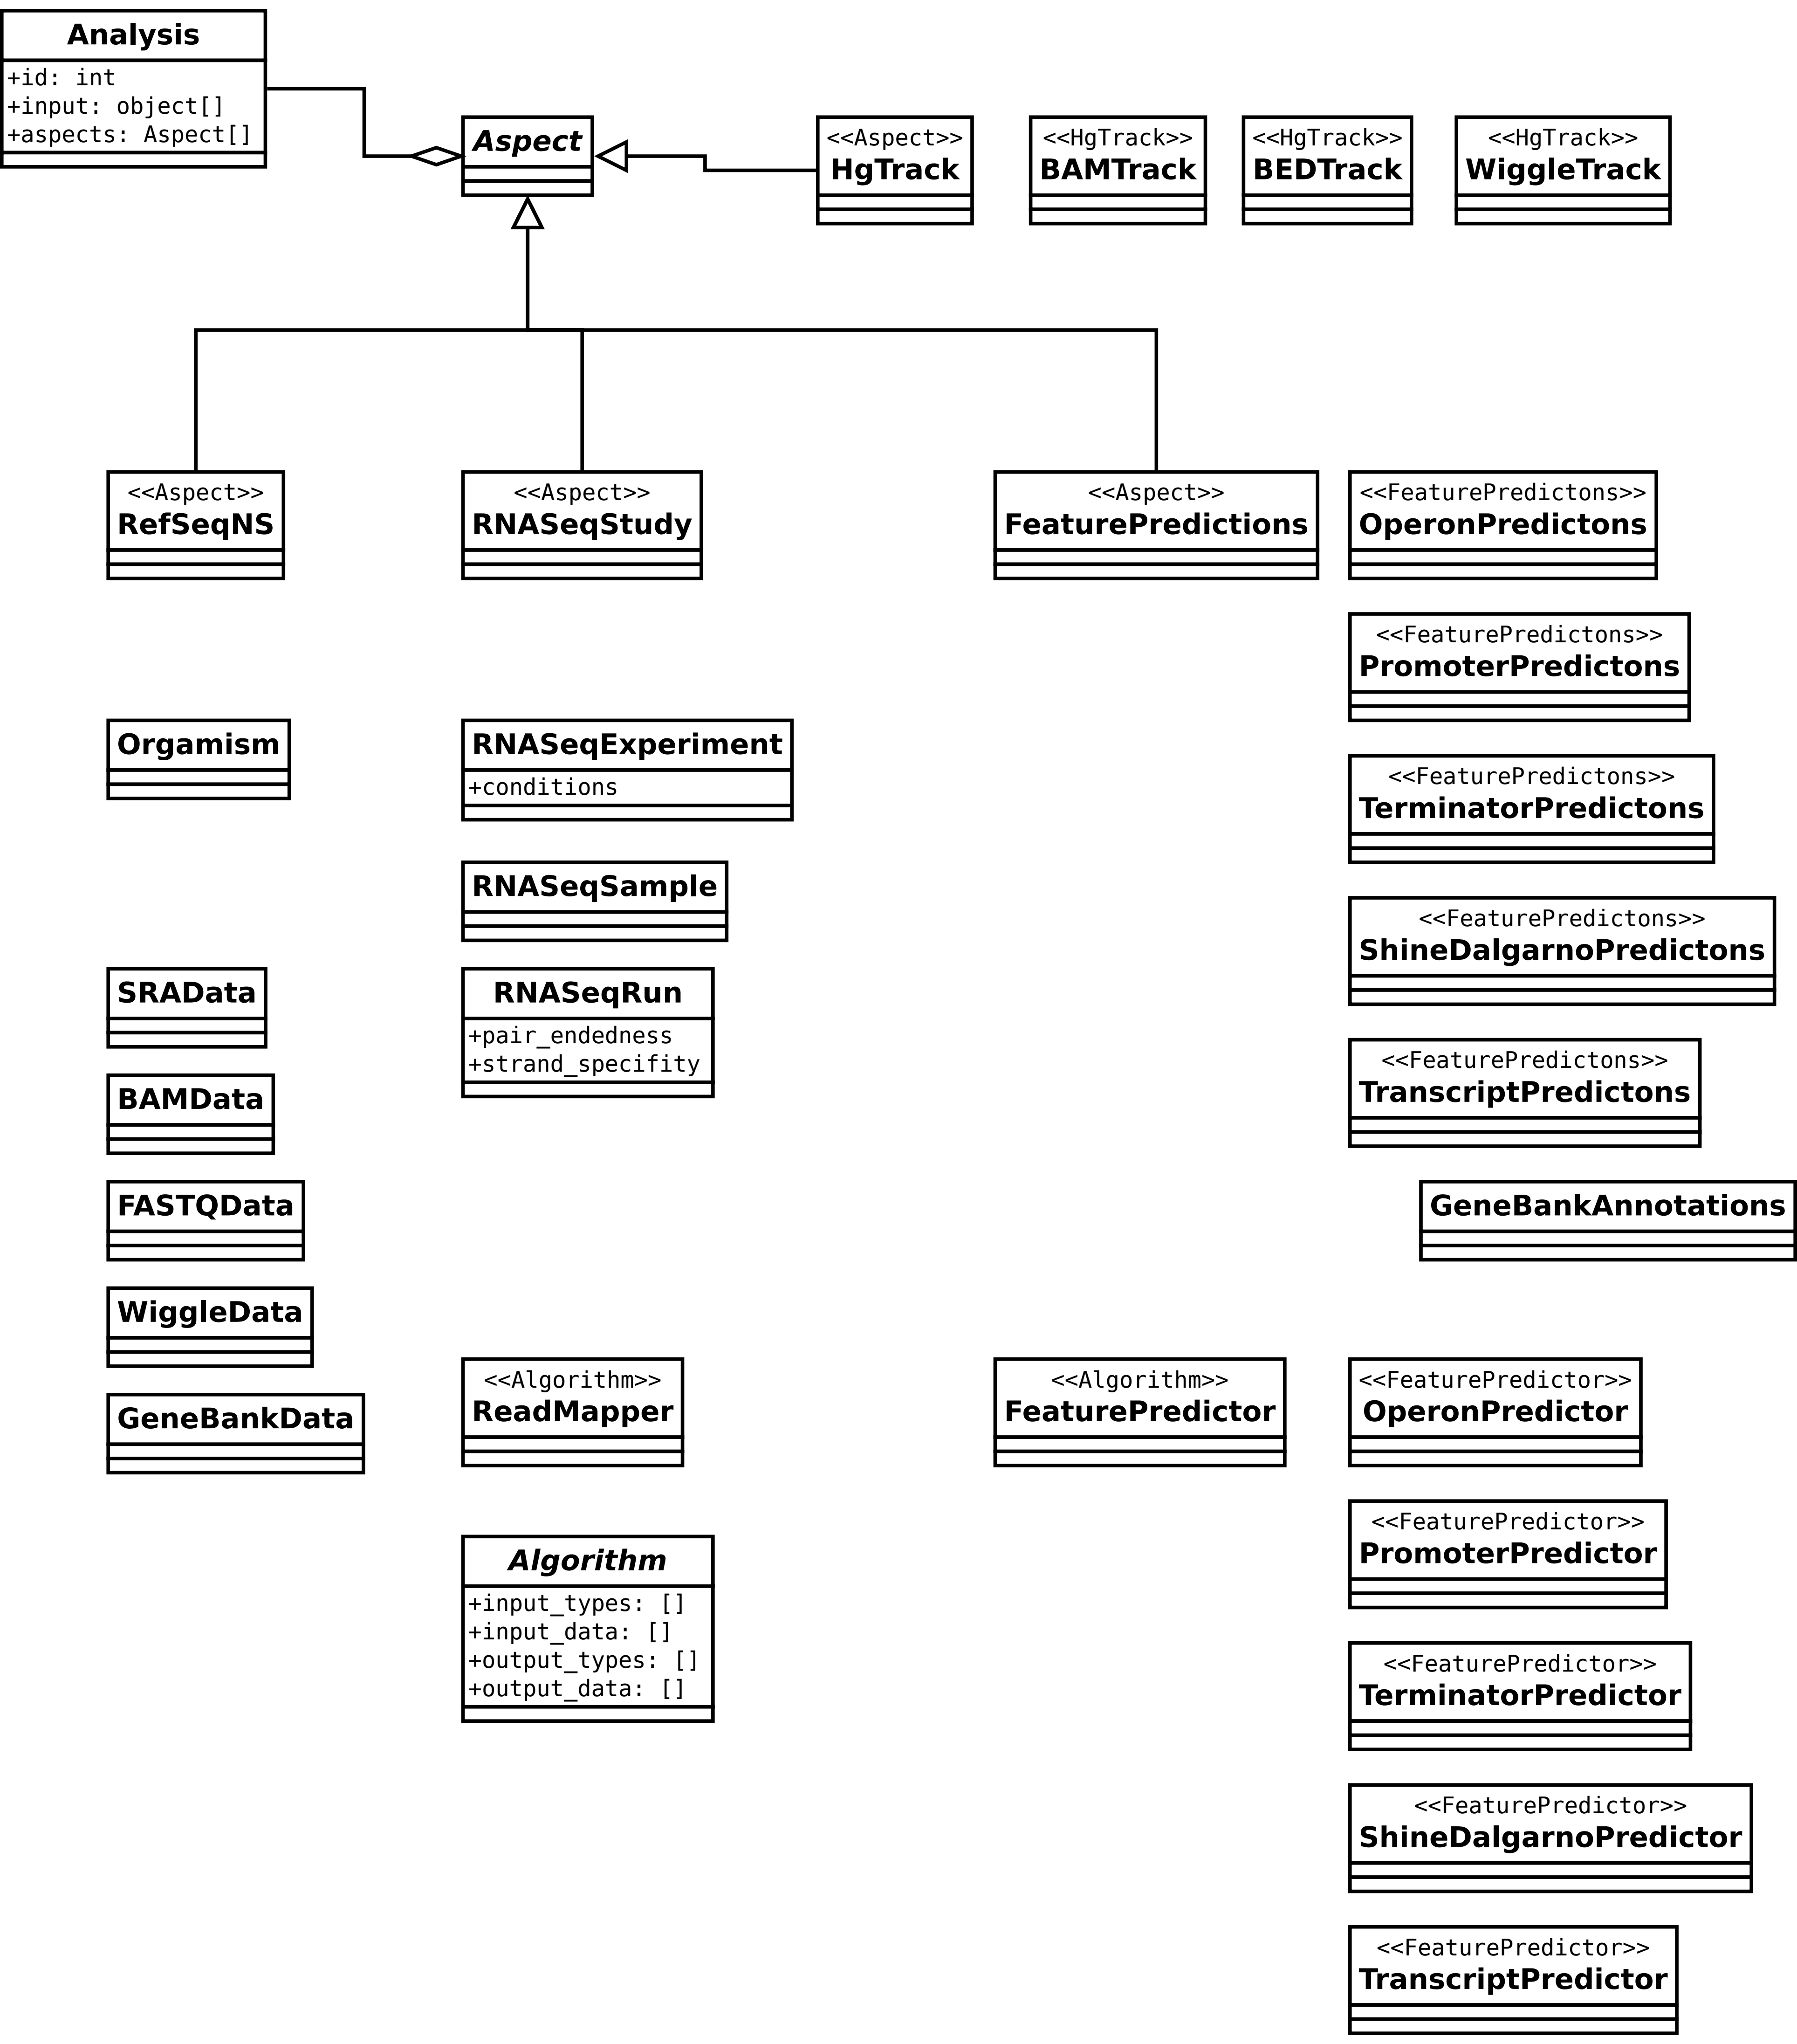 Analysis
+id: int
+input: object[]
+aspects: Aspect[]
Aspect
<<Aspect>>
HgTrack
<<HgTrack>>
BAMTrack
<<HgTrack>>
BEDTrack
<<HgTrack>>
WiggleTrack
<<Aspect>>
RefSeqNS
<<Aspect>>
RNASeqStudy
<<Aspect>>
FeaturePredictions
<<FeaturePredictons>>
OperonPredictons
<<FeaturePredictons>>
PromoterPredictons
Orgamism
RNASeqExperiment
+conditions
<<FeaturePredictons>>
TerminatorPredictons
RNASeqSample
<<FeaturePredictons>>
ShineDalgarnoPredictons
SRAData
RNASeqRun
+pair_endedness
+strand_specifity
<<FeaturePredictons>>
TranscriptPredictons
BAMData
FASTQData
GeneBankAnnotations
WiggleData
GeneBankData
<<Algorithm>>
ReadMapper
<<Algorithm>>
FeaturePredictor
<<FeaturePredictor>>
OperonPredictor
<<FeaturePredictor>>
PromoterPredictor
Algorithm
+input_types: []
+input_data: []
+output_types: []
+output_data: []
<<FeaturePredictor>>
TerminatorPredictor
<<FeaturePredictor>>
ShineDalgarnoPredictor
<<FeaturePredictor>>
TranscriptPredictor